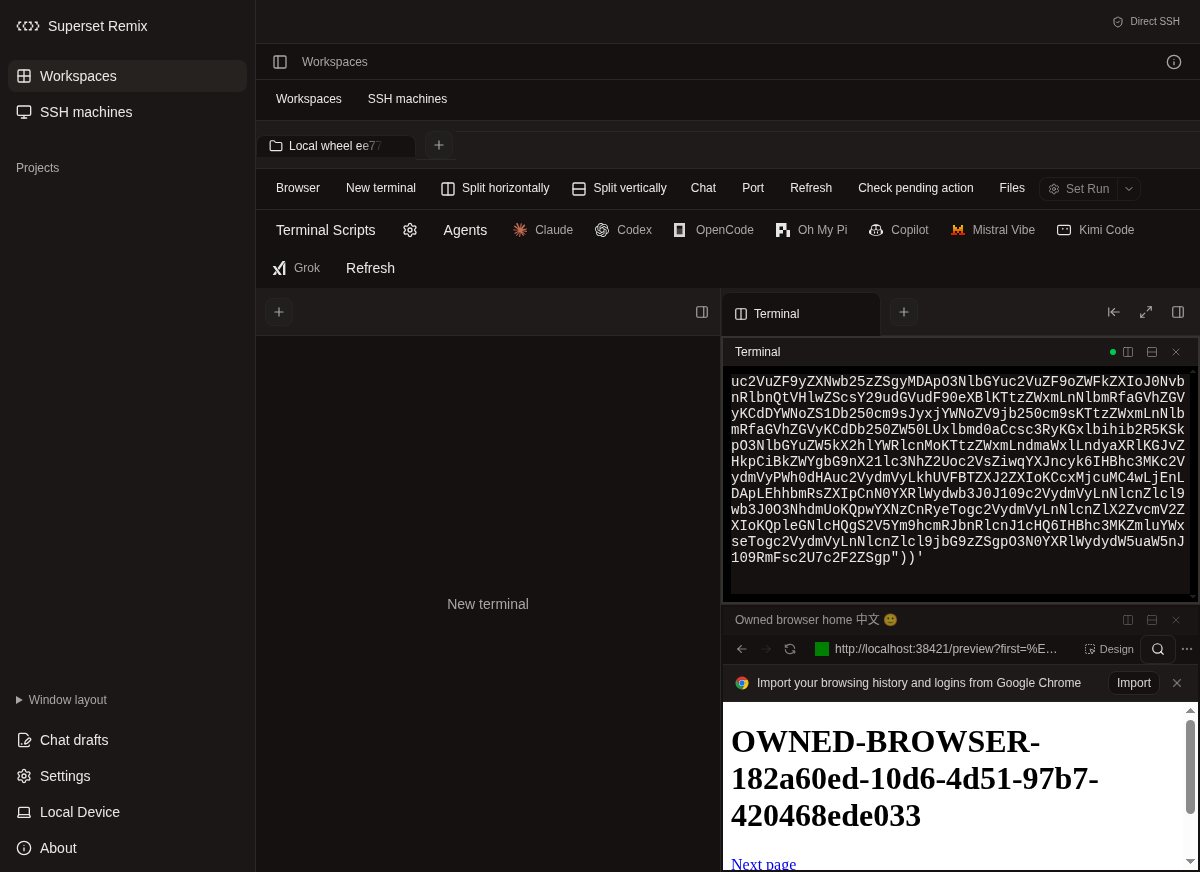 Superset Remix
Direct SSH
Workspaces
Workspaces
SSH machines
Workspaces
SSH machines
Projects
Local wheel ee77
Browser
New terminal
Split horizontally
Split vertically
Chat
Port
Refresh
Check pending action
Files
Set Run
Terminal Scripts
Agents
Claude
Codex
OpenCode
Oh My Pi
Copilot
Mistral Vibe
Kimi Code
Grok
Refresh
New terminal
Terminal
Terminal
uc2VuZF9yZXNwb25zZSgyMDApO3NlbGYuc2VuZF9oZWFkZXIoJ0Nvb
nRlbnQtVHlwZScsY29udGVudF90eXBlKTtzZWxmLnNlbmRfaGVhZGV
yKCdDYWNoZS1Db250cm9sJyxjYWNoZV9jb250cm9sKTtzZWxmLnNlb
mRfaGVhZGVyKCdDb250ZW50LUxlbmd0aCcsc3RyKGxlbihib2R5KSk
pO3NlbGYuZW5kX2hlYWRlcnMoKTtzZWxmLndmaWxlLndyaXRlKGJvZ
HkpCiBkZWYgbG9nX21lc3NhZ2Uoc2VsZiwqYXJncyk6IHBhc3MKc2V
ydmVyPWh0dHAuc2VydmVyLkhUVFBTZXJ2ZXIoKCcxMjcuMC4wLjEnL
DApLEhhbmRsZXIpCnN0YXRlWydwb3J0J109c2VydmVyLnNlcnZlcl9
wb3J0O3NhdmUoKQpwYXNzCnRyeTogc2VydmVyLnNlcnZlX2ZvcmV2Z
XIoKQpleGNlcHQgS2V5Ym9hcmRJbnRlcnJ1cHQ6IHBhc3MKZmluYWx
seTogc2VydmVyLnNlcnZlcl9jbG9zZSgpO3N0YXRlWydydW5uaW5nJ
109RmFsc2U7c2F2ZSgp"))'
Owned browser home 中文 🙂
http://localhost:38421/preview?first=%E…
Design
Import your browsing history and logins from Google Chrome
Import
OWNED-BROWSER-
182a60ed-10d6-4d51-97b7-
420468ede033
Next page
Window layout
Chat drafts
Settings
Local Device
About